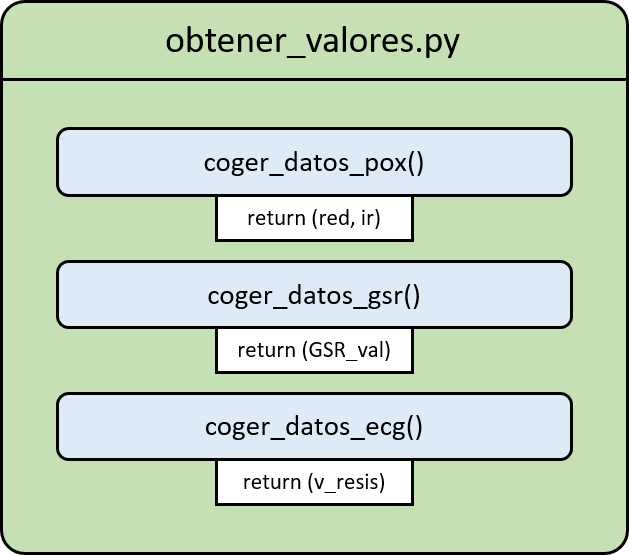 obtener_valores.py
coger_datos_pox()
return (red, ir)
coger_datos_gsr()
return (GSR_val)
coger_datos_ecg()
return (v_resis)